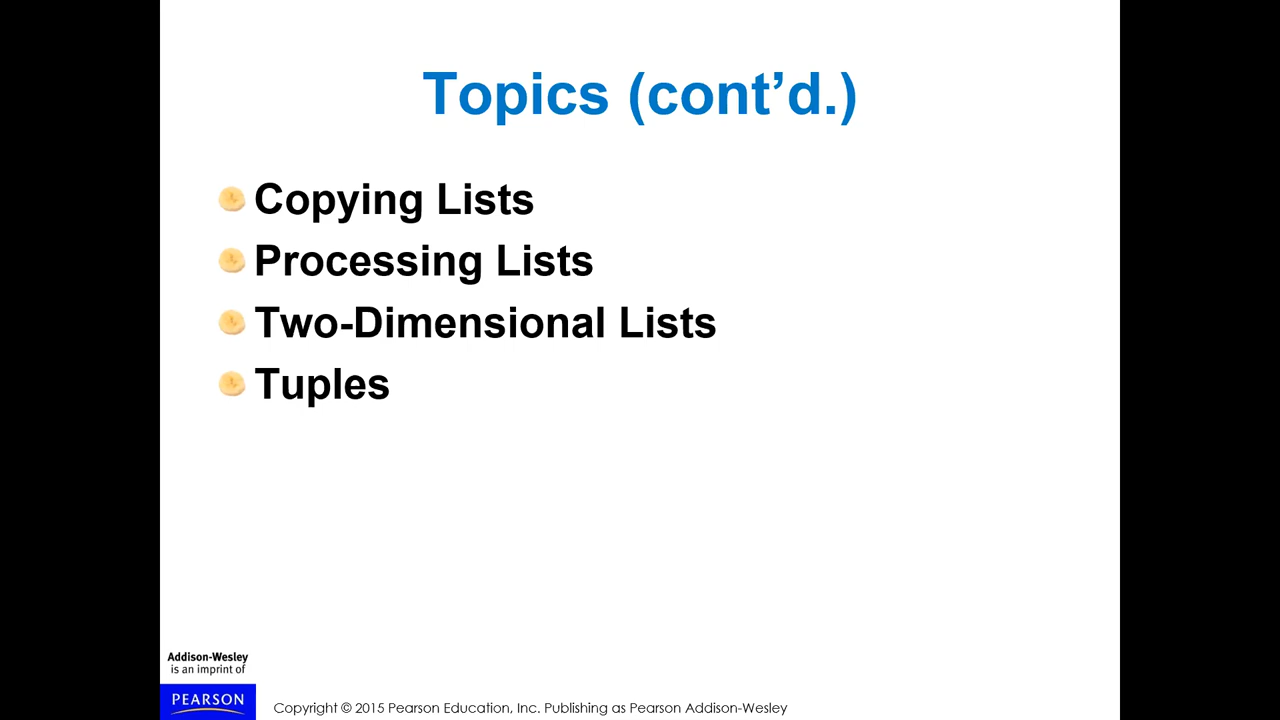 Topics (cont’d.)
Copying Lists
Processing Lists
Two-Dimensional Lists
Tuples
Addison-Wesley
is an imprint of
PEARSON
Copyright © 2015 Pearson Education, Inc. Publishing as Pearson Addison-Wesley